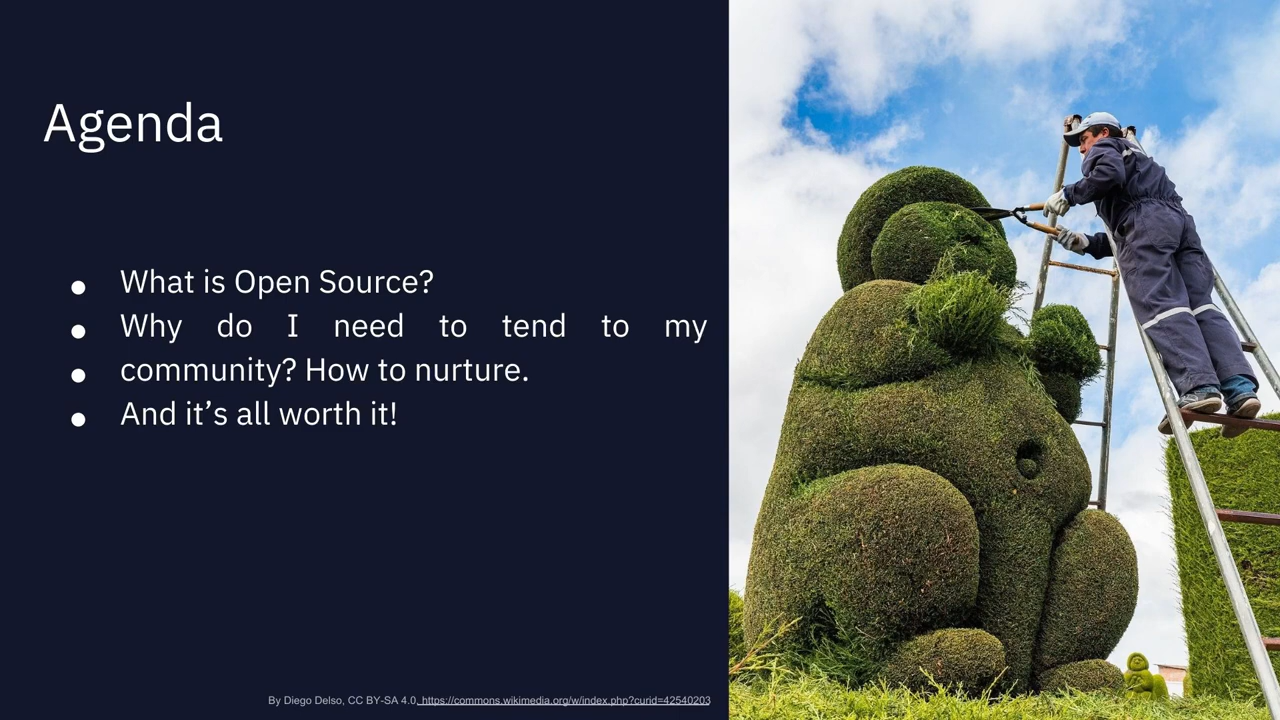 Agenda
● What is Open Source?
● Why do I need to tend to my
● community? How to nurture.
● And it’s all worth it!
By Diego Delso, CC BY-SA 4.0, https://commons.wikimedia.org/w/index.php?curid=42540203